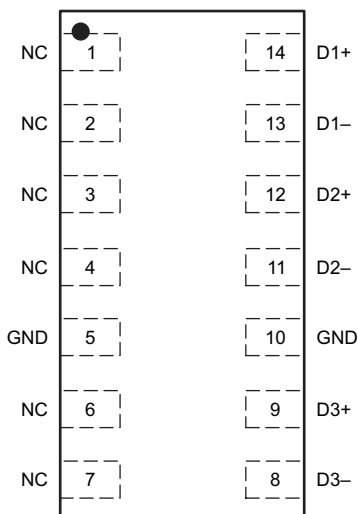 NC 1 14 D1+
NC 2 13 D1–
NC 3 12 D2+
NC 4 11 D2–
GND 5 10 GND
NC 6 9 D3+
NC 7 8 D3–